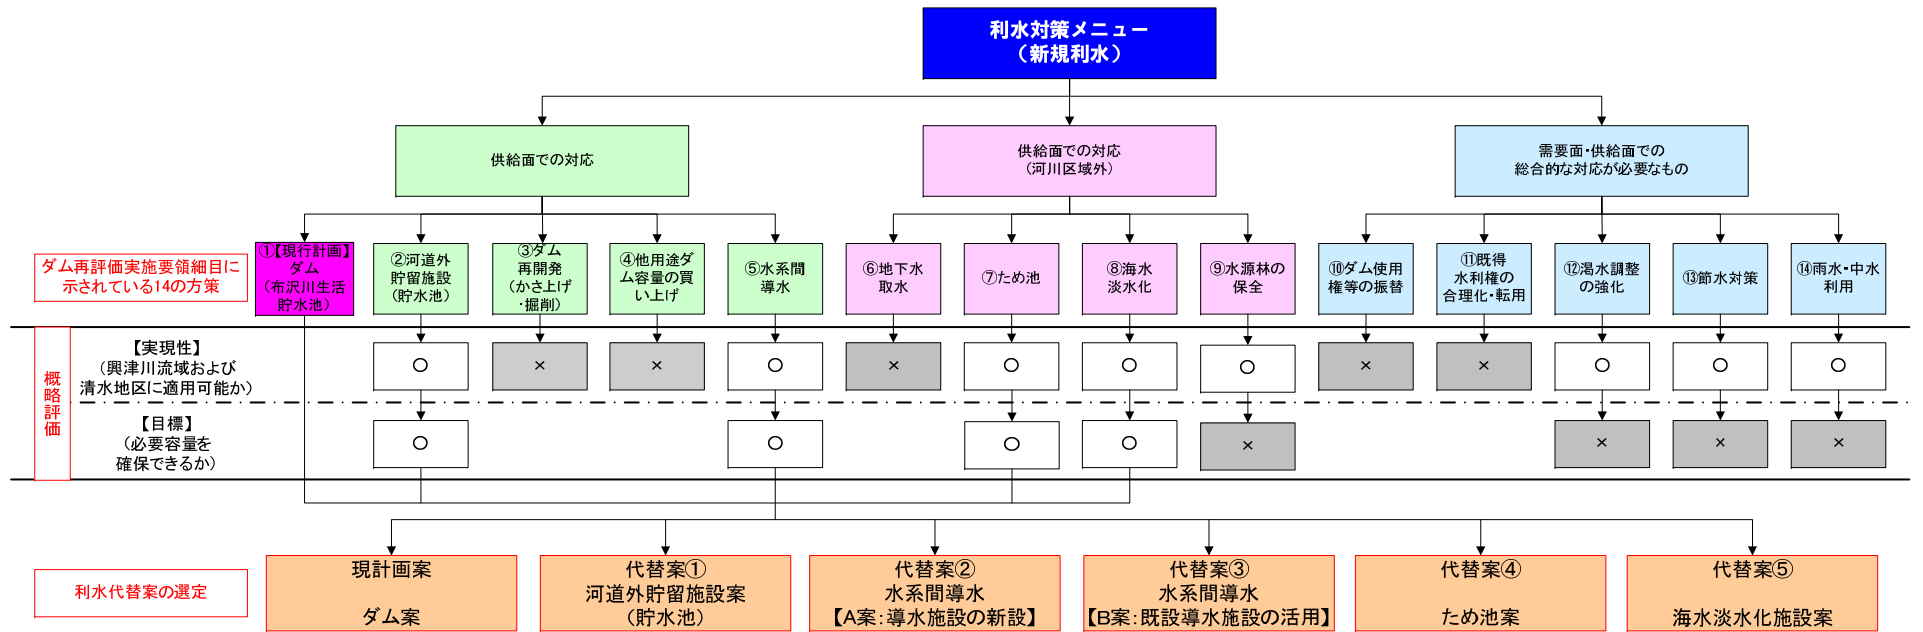 利水対策メニュー
（新規利水）
供給面での対応
供給面での対応
（河川区域外）
需要面・供給面での
総合的な対応が必要なもの
ダム再評価実施要領細目に
示されている14の方策
①【現行計画】
ダム
（布沢川生活
貯水池）
②河道外
貯留施設
（貯水池）
③ダム
再開発
（かさ上げ
・掘削）
④他用途ダ
ム容量の買
い上げ
⑤水系間
導水
⑥地下水
取水
⑦ため池
⑧海水
淡水化
⑨水源林の
保全
⑩ダム使用
権等の振替
⑪既得
水利権の
合理化・転用
⑫渇水調整
の強化
⑬節水対策
⑭雨水・中水
利用
概略評価
【実現性】
（興津川流域および
清水地区に適用可能か）
○
×
×
○
×
○
○
○
×
×
○
○
○
【目標】
（必要容量を
確保できるか）
○
○
○
○
×
×
×
×
利水代替案の選定
現計画案
ダム案
代替案①
河道外貯留施設案
（貯水池）
代替案②
水系間導水
【A案：導水施設の新設】
代替案③
水系間導水
【B案：既設導水施設の活用】
代替案④
ため池案
代替案⑤
海水淡水化施設案